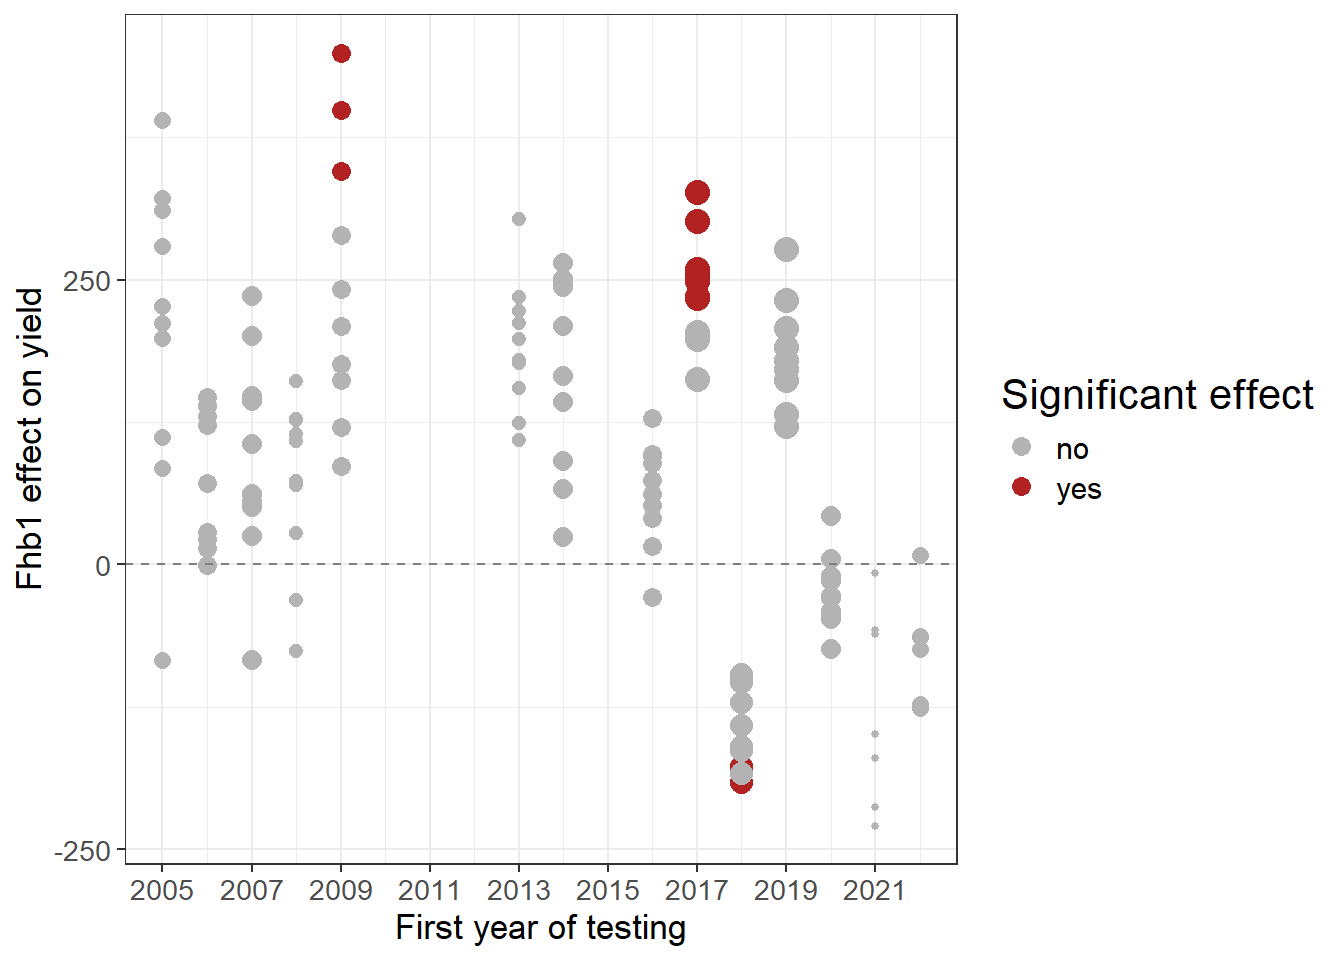 Fhb1 effect on yield
250
0
-250
2005 2007 2009 2011 2013 2015 2017 2019 2021
First year of testing
Significant effect
no
yes